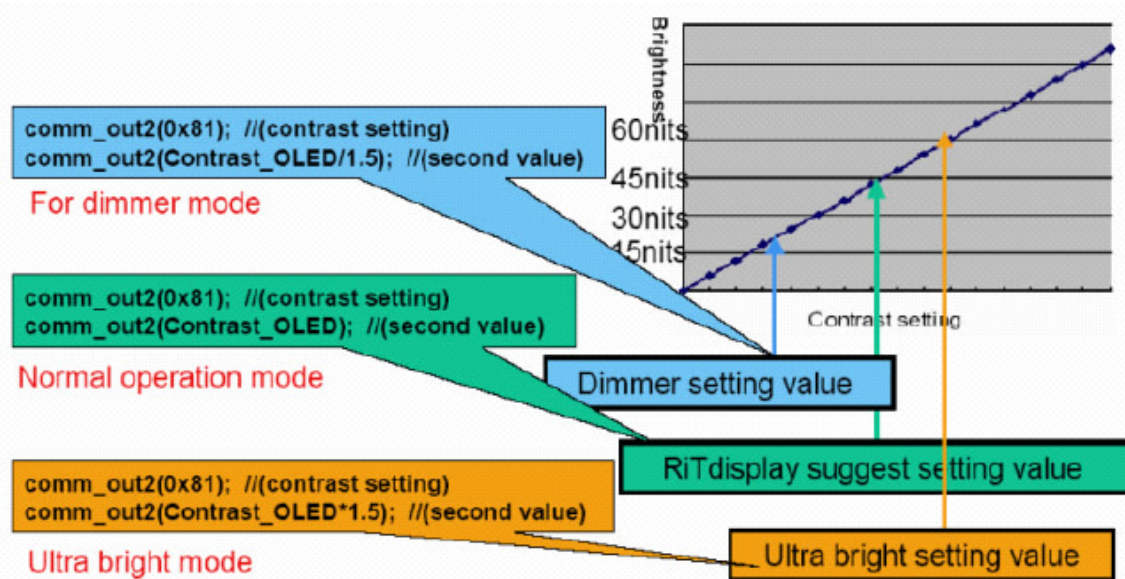 Brightness
60nits
45nits
30nits
15nits
Contrast setting
comm_out2(0x81);  //(contrast setting)
comm_out2(Contrast_OLED/1.5);  //(second value)
For dimmer mode
comm_out2(0x81);  //(contrast setting)
comm_out2(Contrast_OLED);  //(second value)
Normal operation mode
Dimmer setting value
RiTdisplay suggest setting value
comm_out2(0x81);  //(contrast setting)
comm_out2(Contrast_OLED*1.5);  //(second value)
Ultra bright mode
Ultra bright setting value